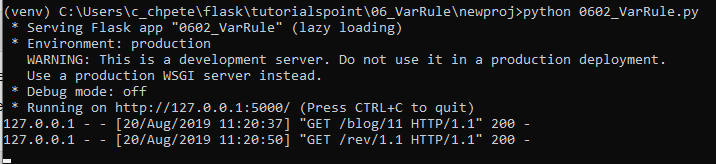 (venv) C:\Users\c_chpete\flask\tutorialspoint\06_VarRule\newproj>python 0602_VarRule.py
* Serving Flask app "0602_VarRule" (lazy loading)
* Environment: production
WARNING: This is a development server. Do not use it in a production deployment.
Use a production WSGI server instead.
* Debug mode: off
* Running on http://127.0.0.1:5000/ (Press CTRL+C to quit)
127.0.0.1 - - [20/Aug/2019 11:20:37] "GET /blog/11 HTTP/1.1" 200 -
127.0.0.1 - - [20/Aug/2019 11:20:50] "GET /rev/1.1 HTTP/1.1" 200 -